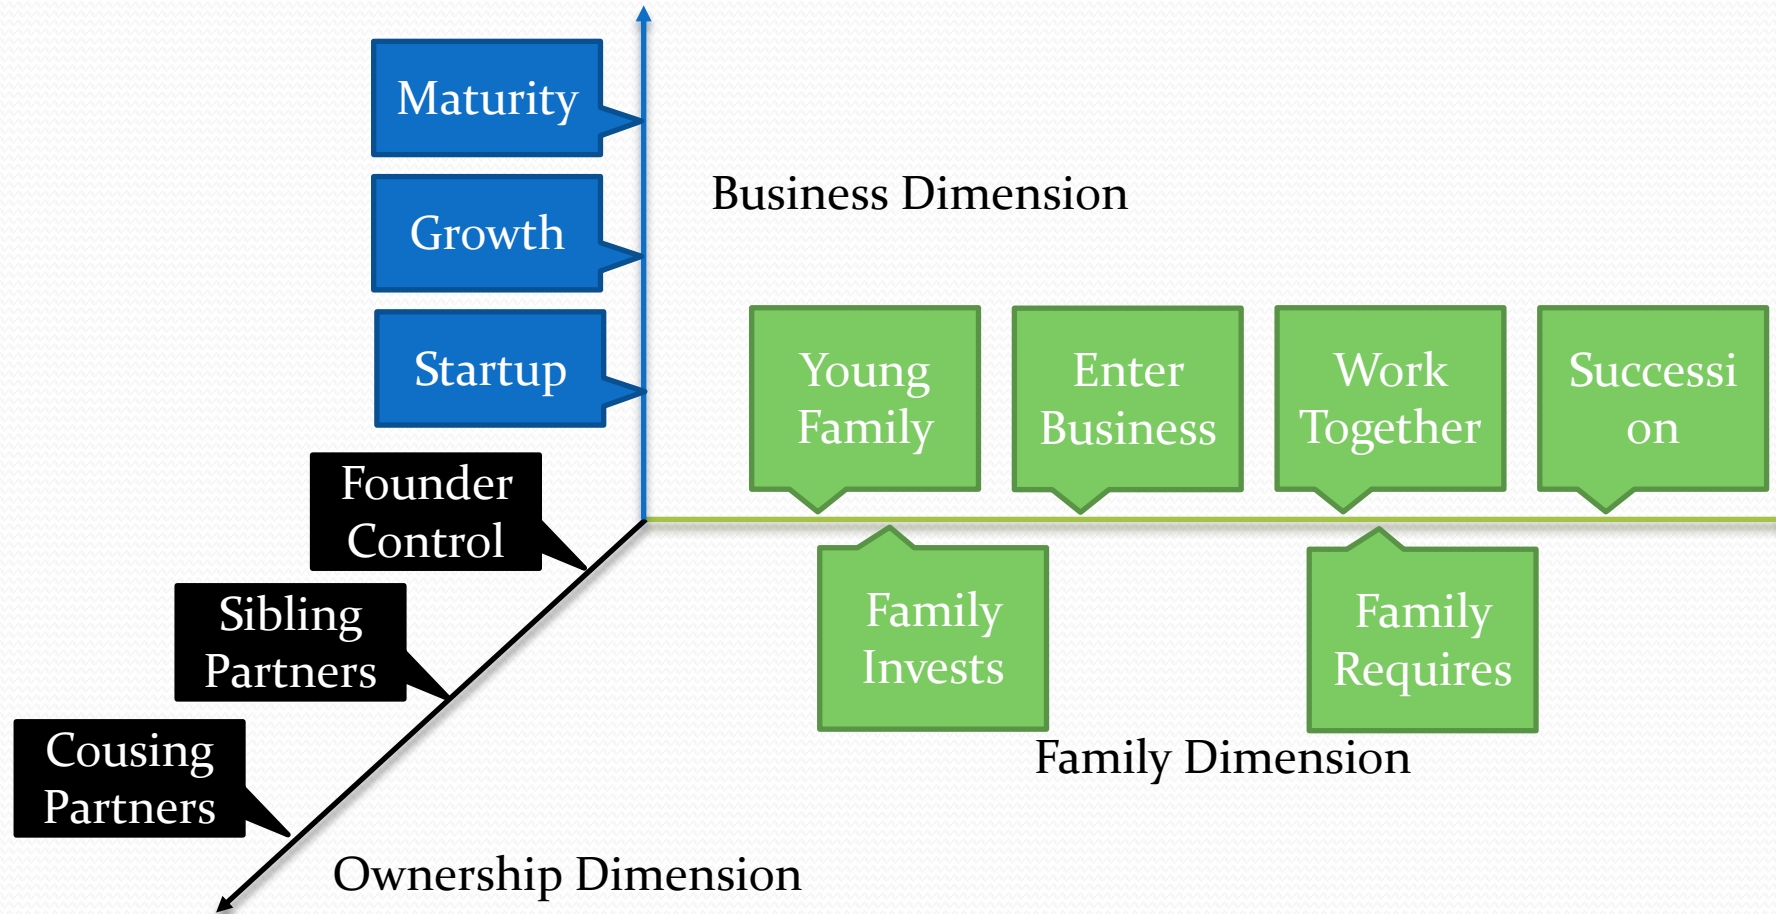 Maturity
Business Dimension
Growth
Startup
Young
Family
Enter
Business
Work
Together
Successi
on
Founder
Control
Sibling
Partners
Family
Invests
Family
Requires
Cousing
Partners
Family Dimension
Ownership Dimension